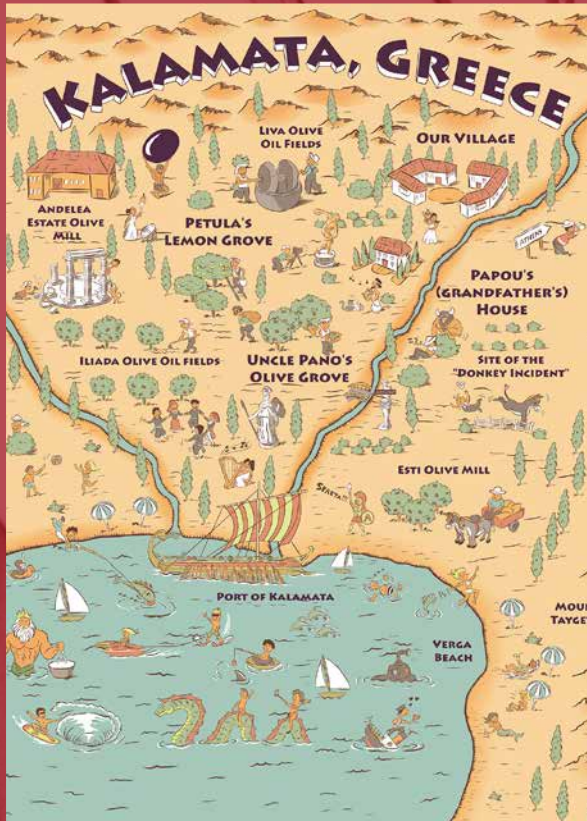 KALAMATA, GREECE
LIVA OLIVE
OIL FIELDS
OUR VILLAGE
ANDELEA
ESTATE OLIVE
MILL
PETULA'S
LEMON GROVE
ATHENS
PAPOU'S
(GRANDFATHER'S)
HOUSE
ILIADA OLIVE OIL FIELDS
UNCLE PANO'S
OLIVE GROVE
SITE OF THE
"DONKEY INCIDENT"
ESTI OLIVE MILL
SPARTA!!!
PORT OF KALAMATA
VERGA
BEACH
MOU
TAYGE